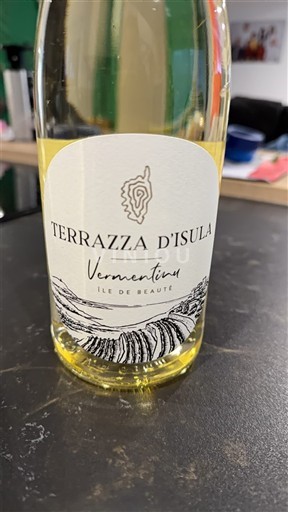 TERRAZZA D'ISULA
Vermentinu
ÎLE DE BEAUTÉ